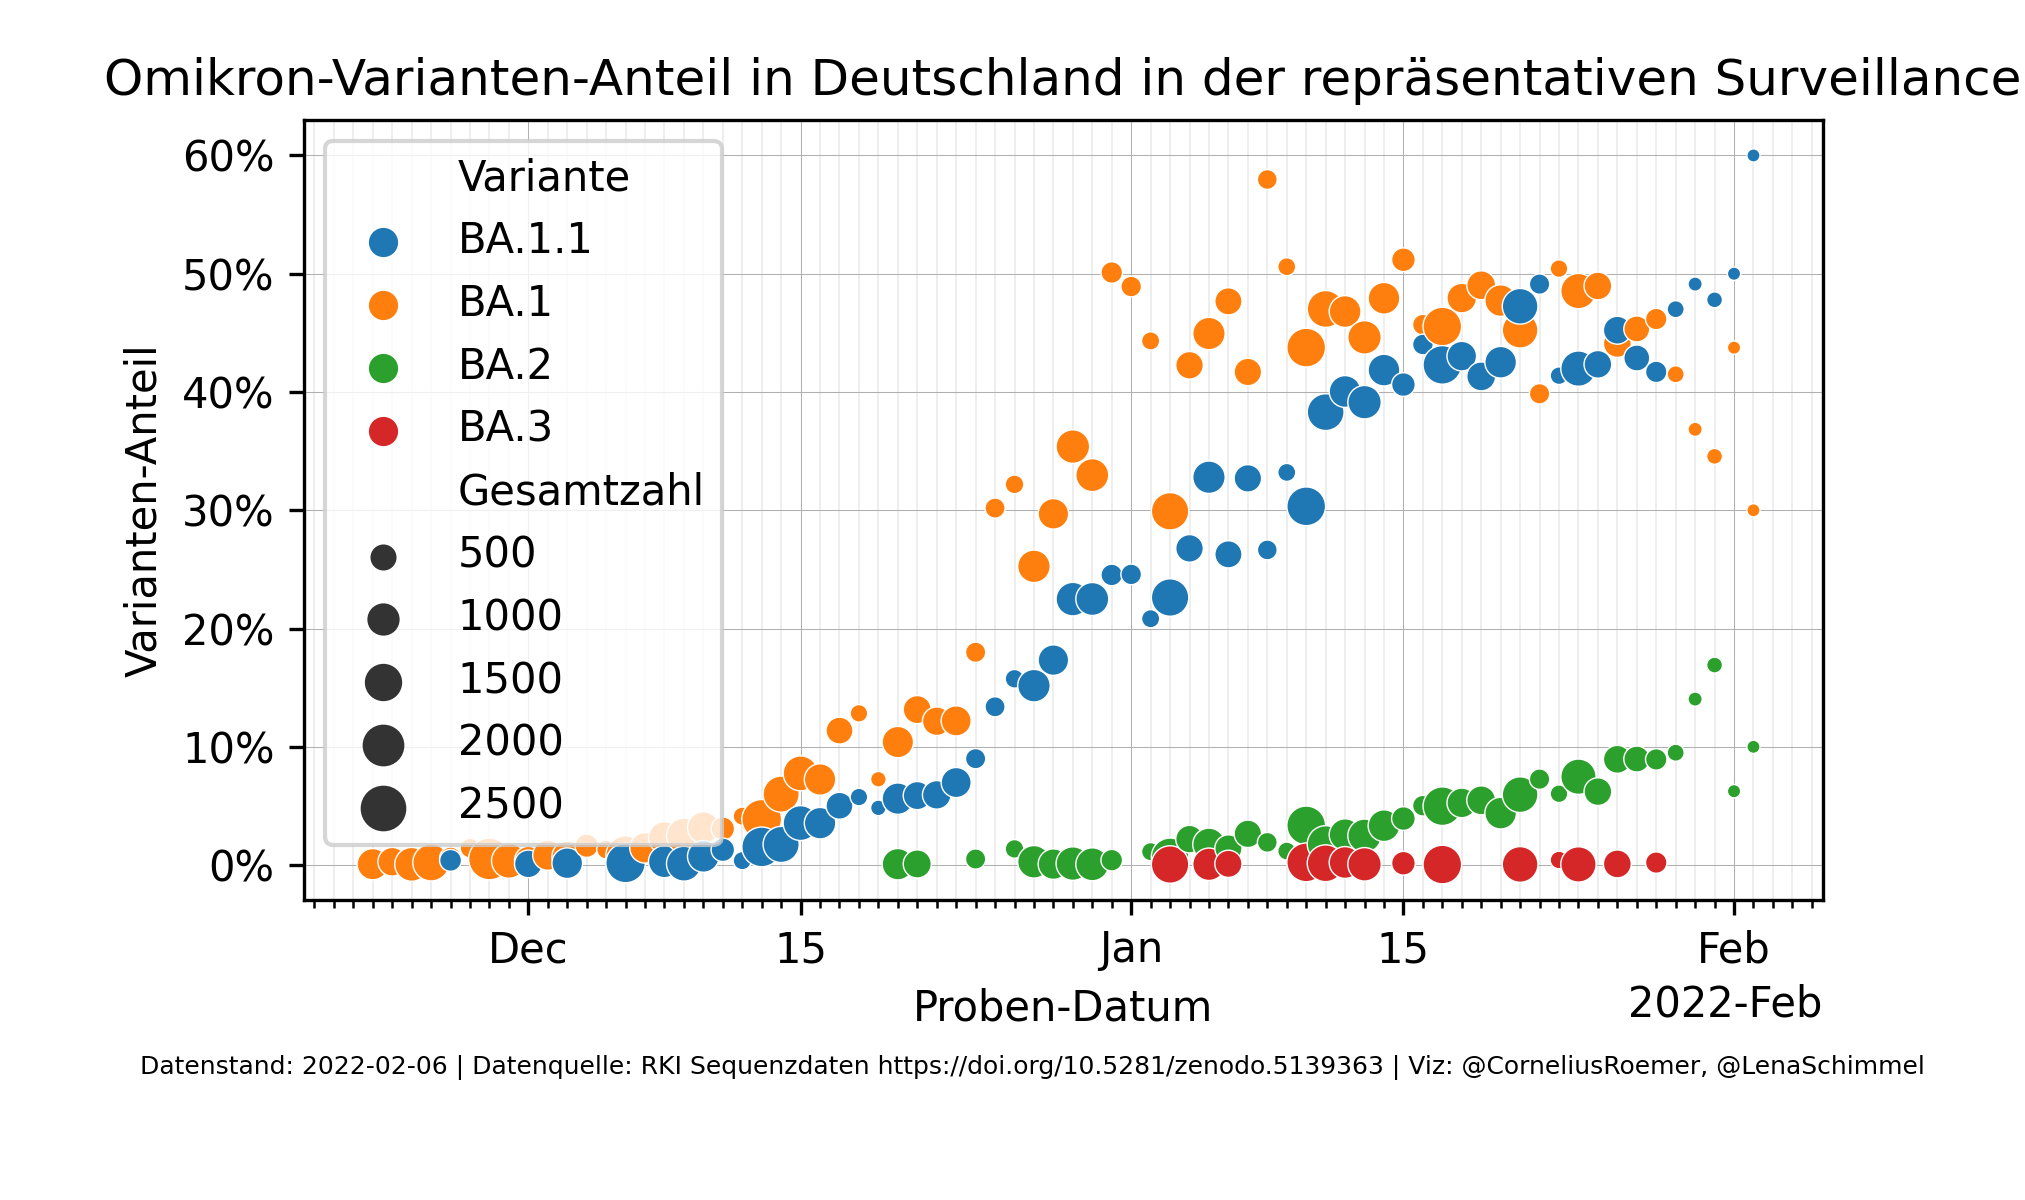 Omikron-Varianten-Anteil in Deutschland in der repräsentativen Surveillance
Varianten-Anteil
60%
50%
40%
30%
20%
10%
0%
Variante
BA.1.1
BA.1
BA.2
BA.3
Gesamtzahl
500
1000
1500
2000
2500
Dec 15 Jan 15 Feb
2022-Feb
Proben-Datum
Datenstand: 2022-02-06 | Datenquelle: RKI Sequenzdaten https://doi.org/10.5281/zenodo.5139363 | Viz: @CorneliusRoemer, @LenaSchimmel